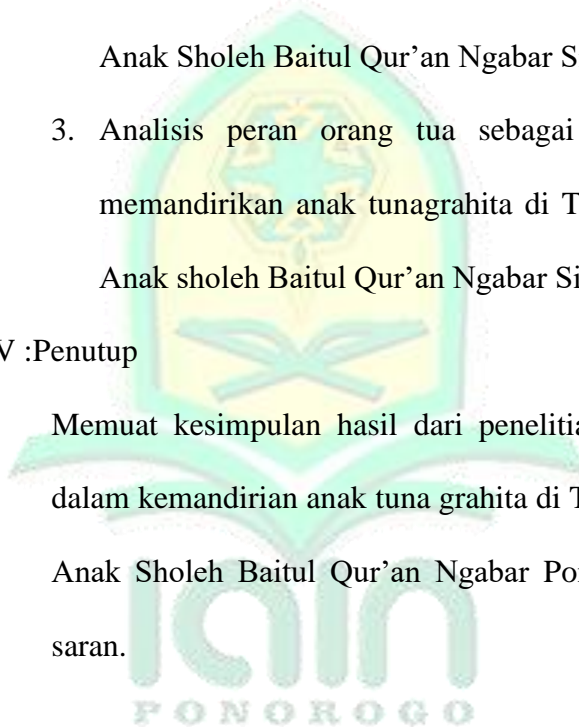 Anak Sholeh Baitul Qur’an Ngabar S
3. Analisis peran orang tua sebagai
memandirikan anak tunagrahita di T
Anak sholeh Baitul Qur’an Ngabar Si
V :Penutup
Memuat kesimpulan hasil dari peneliti
dalam kemandirian anak tuna grahita di T
Anak Sholeh Baitul Qur’an Ngabar Po
saran.
iain
PONOROGO